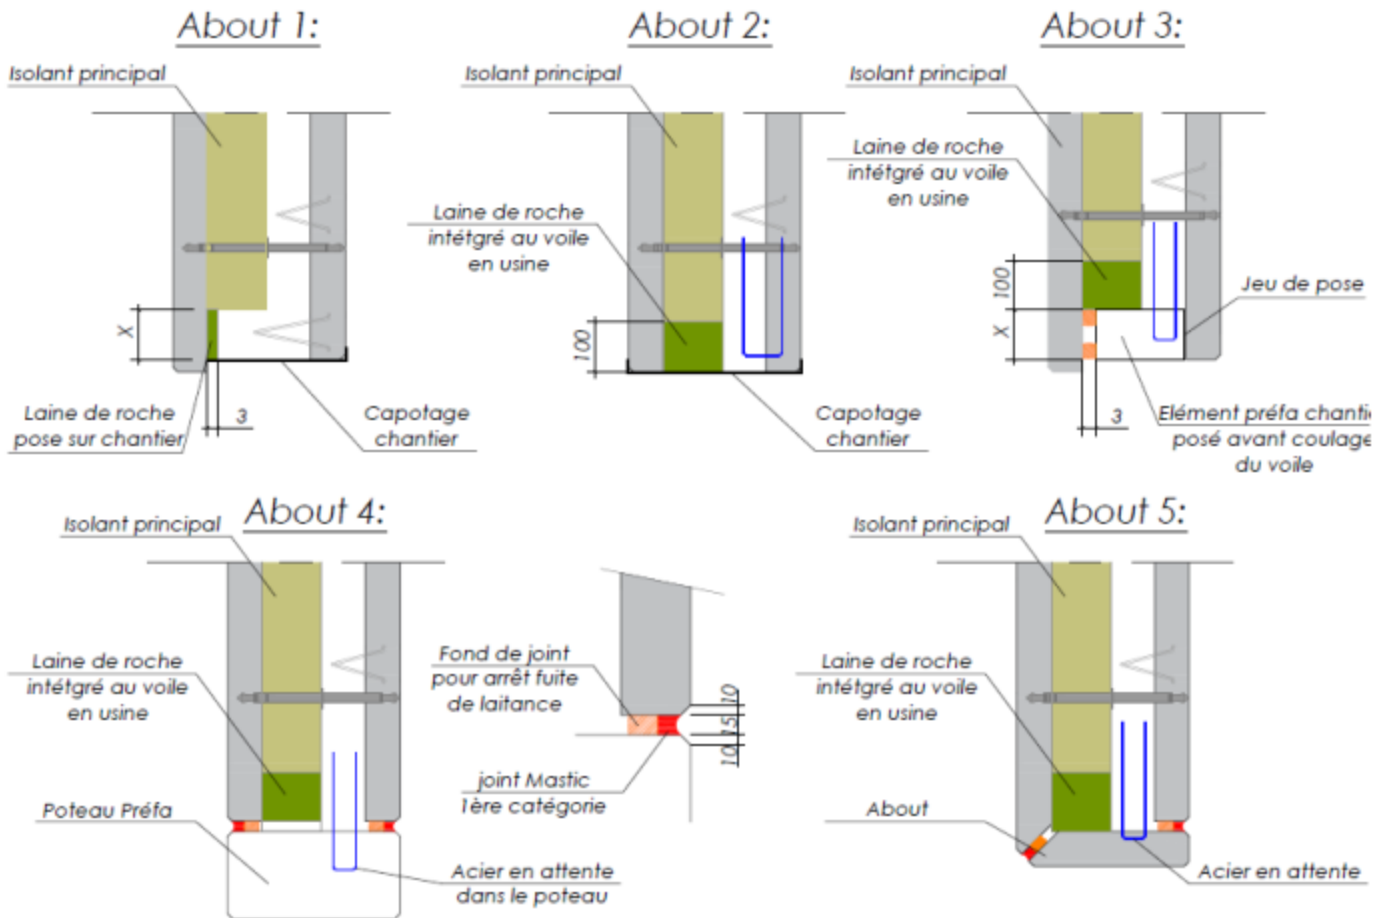 About 1:
Isolant principal
X
Laine de roche
pose sur chantier
3
Capotage
chantier
About 2:
Isolant principal
Laine de roche
intétgré au voile
en usine
100
Capotage
chantier
About 3:
Isolant principal
Laine de roche
intétgré au voile
en usine
100
X
Jeu de pose
3
Elément préfa chanti
posé avant coulage
du voile
About 4:
Isolant principal
Laine de roche
intétgré au voile
en usine
Poteau Préfa
Acier en attente
dans le poteau
Fond de joint
pour arrêt fuite
de laitance
10
15
10
joint Mastic
1ère catégorie
About 5:
Isolant principal
Laine de roche
intétgré au voile
en usine
About
Acier en attente